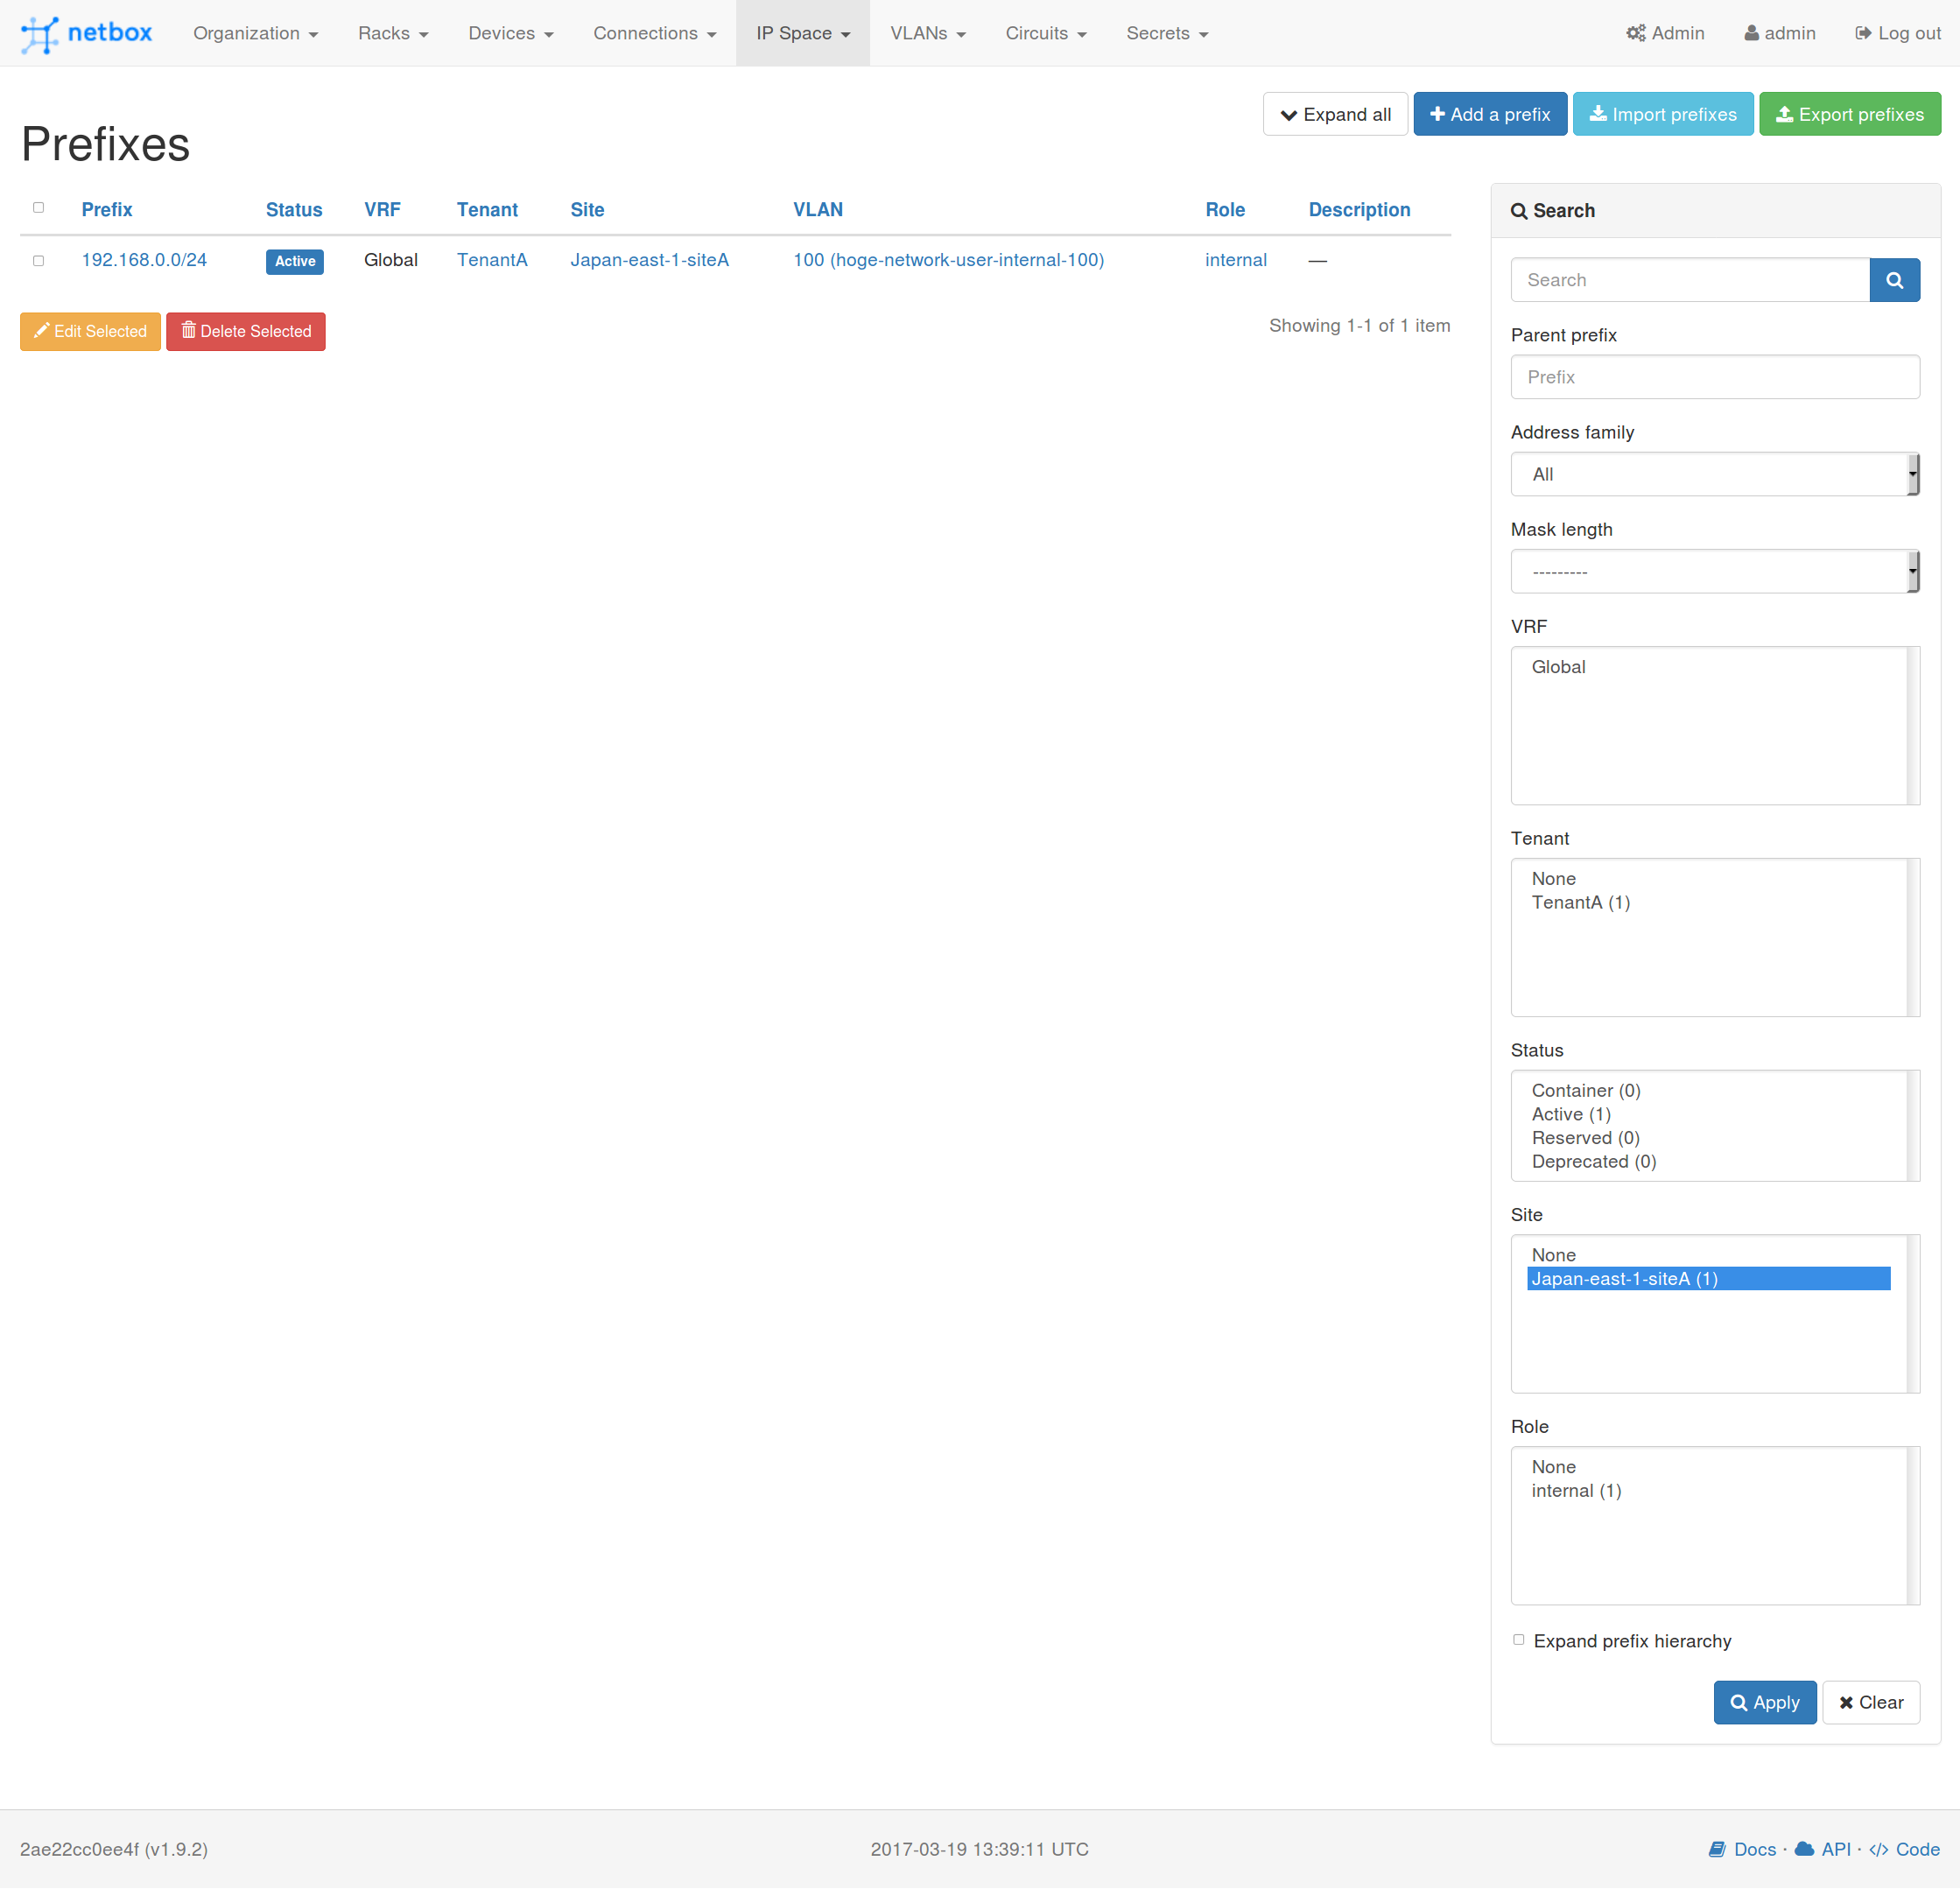 netbox Organization Racks Devices Connections IP Space VLANs Circuits Secrets Admin admin Log out
Expand all Add a prefix Import prefixes Export prefixes
Prefixes
Prefix Status VRF Tenant Site VLAN Role Description
192.168.0.0/24 Active Global TenantA Japan-east-1-siteA 100 (hoge-network-user-internal-100) internal —
Edit Selected Delete Selected Showing 1-1 of 1 item
Search
Search
Parent prefix
Prefix
Address family
All
Mask length
---------
VRF
Global
Tenant
None
TenantA (1)
Status
Container (0)
Active (1)
Reserved (0)
Deprecated (0)
Site
None
Japan-east-1-siteA (1)
Role
None
internal (1)
Expand prefix hierarchy
Apply Clear
2ae22cc0ee4f (v1.9.2) 2017-03-19 13:39:11 UTC Docs · API · Code